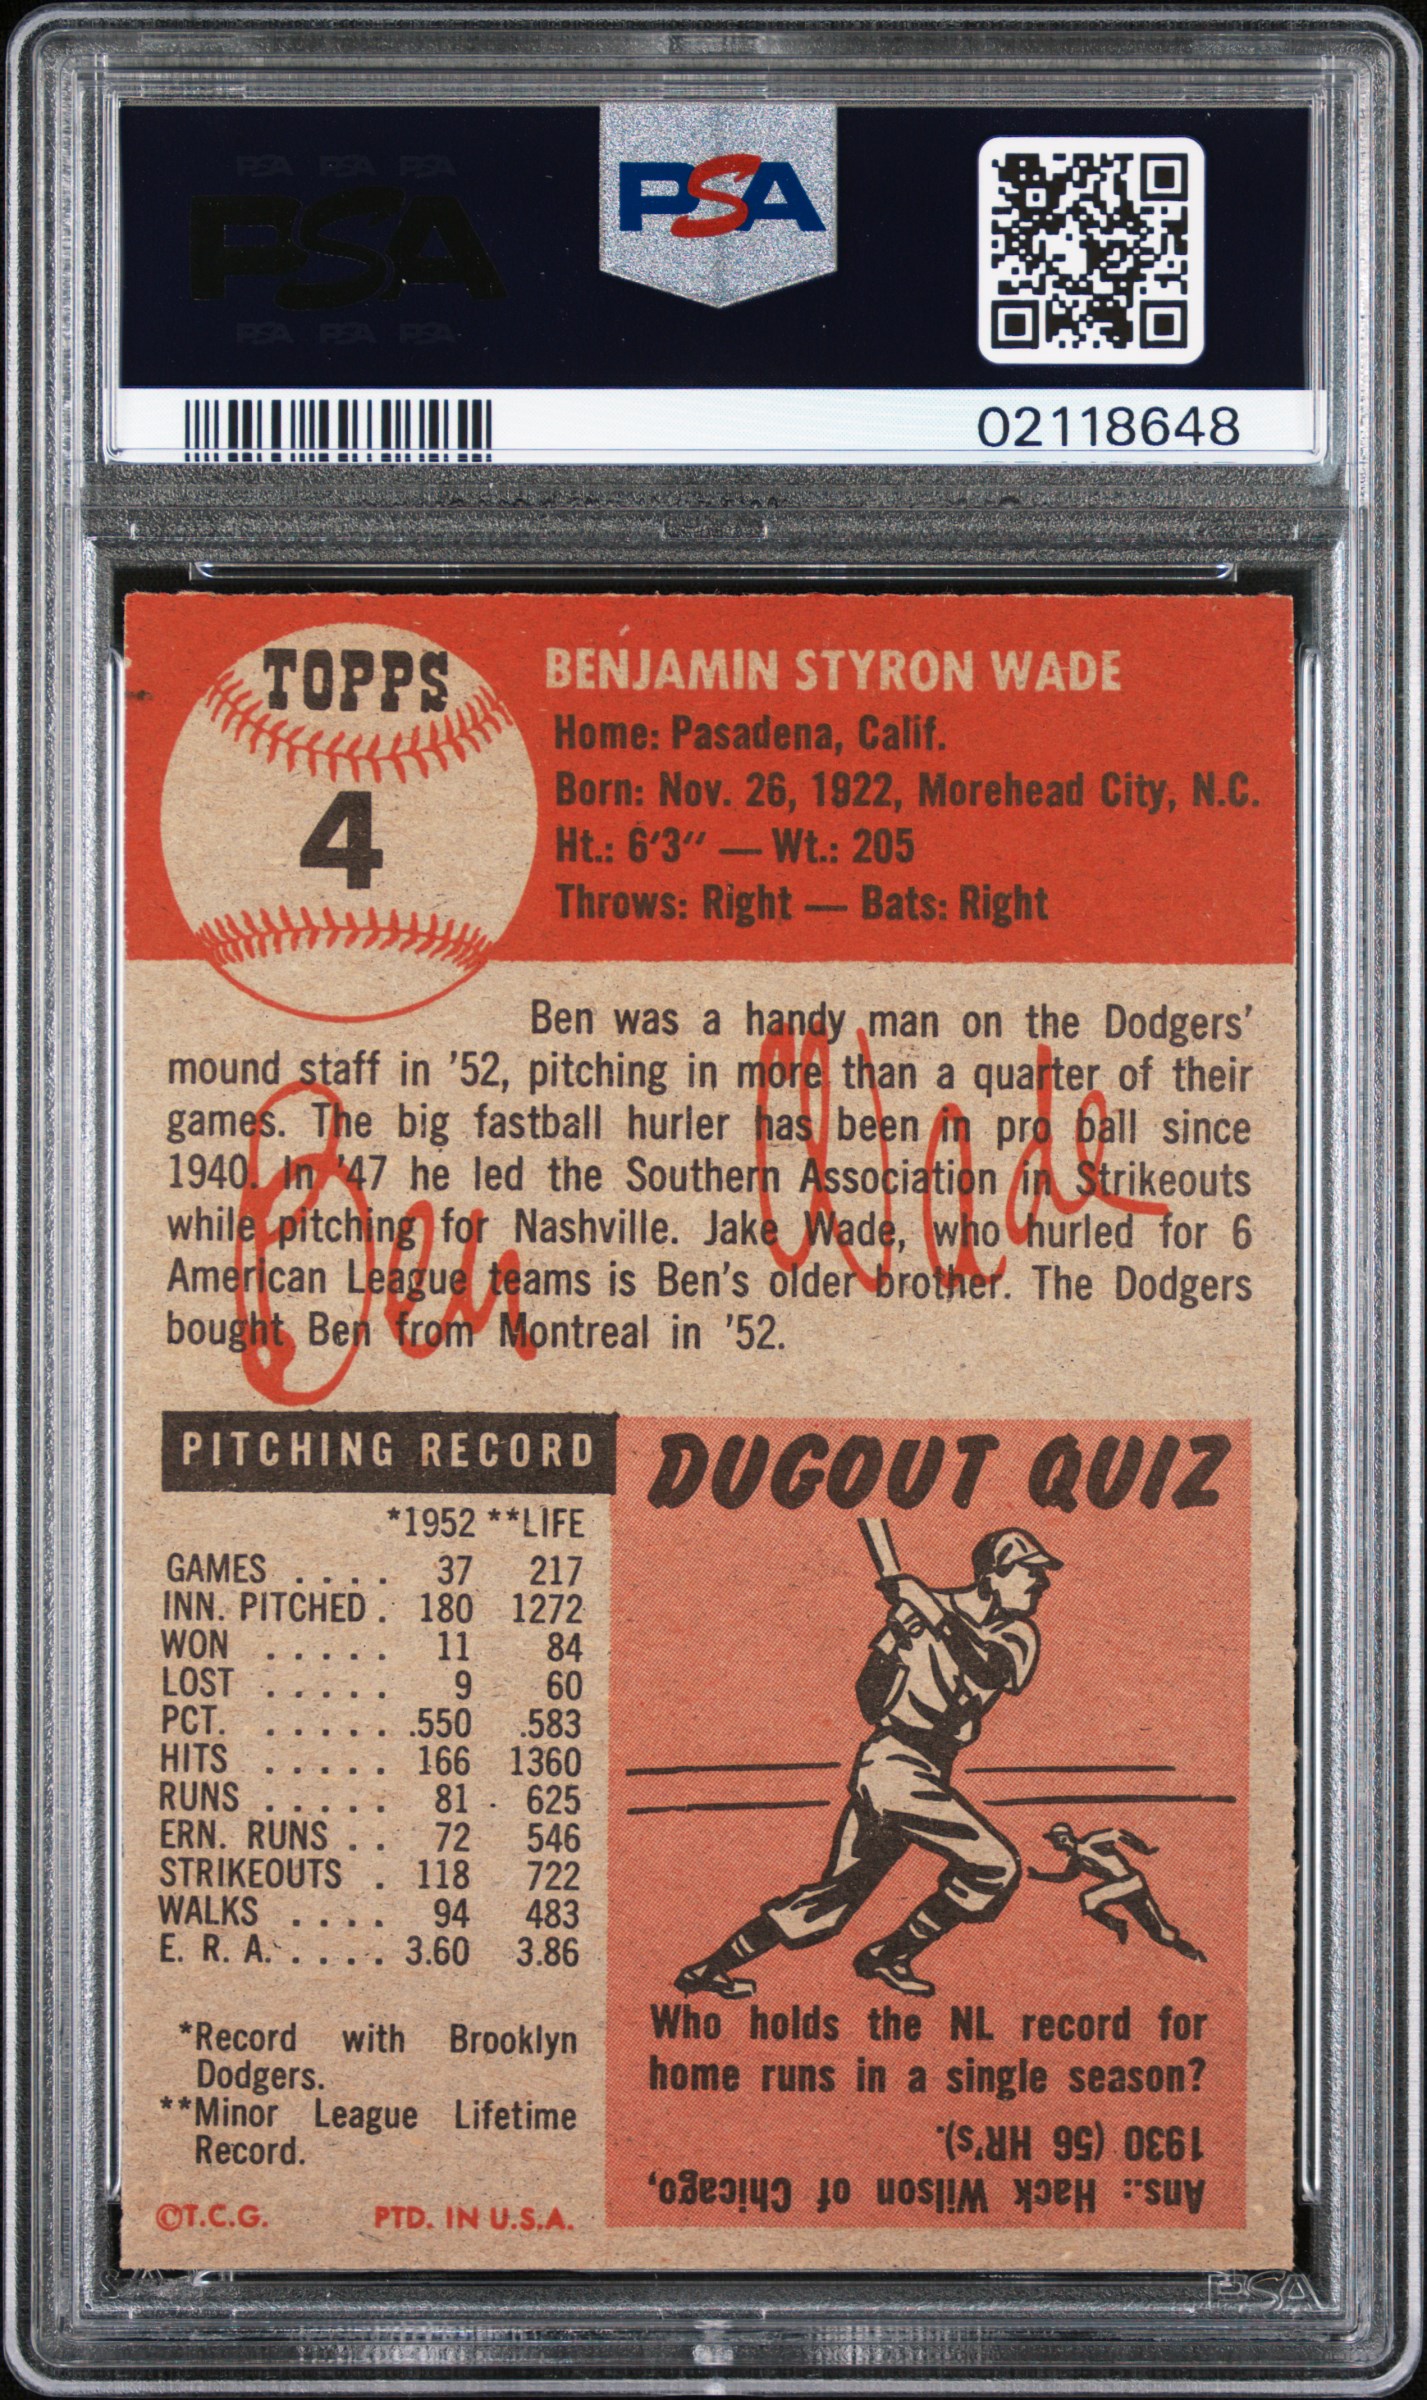 PSA PSA PSA
PSA
PSA PSA PSA
PSA
02118648
TOPPS
4
BENJAMIN STYRON WADE
Home: Pasadena, Calif.
Born: Nov. 26, 1922, Morehead City, N.C.
Ht.: 6'3" — Wt.: 205
Throws: Right — Bats: Right
Ben was a handy man on the Dodgers'
mound staff in '52, pitching in more than a quarter of their
games. The big fastball hurler has been in pro ball since
1940. In '47 he led the Southern Association in Strikeouts
while pitching for Nashville. Jake Wade, who hurled for 6
American League teams is Ben's older brother. The Dodgers
bought Ben from Montreal in '52.
Ben Wade
PITCHING RECORD
*1952 **LIFE
GAMES .... 37 217
INN. PITCHED . 180 1272
WON ..... 11 84
LOST ..... 9 60
PCT. ..... .550 .583
HITS ..... 166 1360
RUNS ..... 81 625
ERN. RUNS .. 72 546
STRIKEOUTS . 118 722
WALKS .... 94 483
E. R. A. .... 3.60 3.86
*Record with Brooklyn
Dodgers.
**Minor League Lifetime
Record.
©T.C.G. PTD. IN U.S.A.
DUGOUT QUIZ
Who holds the NL record for
home runs in a single season?
Ans.: Hack Wilson of Chicago,
1930 (56 HR's).
PSA